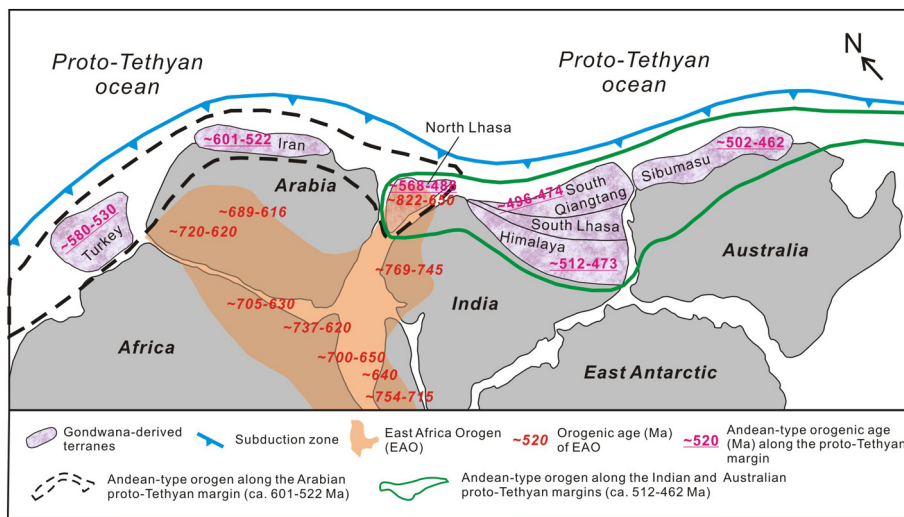 Proto-Tethyan
ocean
Proto-Tethyan
ocean
N
North Lhasa
~601-522
Iran
~502-462
Sibumasu
Arabia
~568-486
~822-650
~496-474
South
Qiangtang
~689-616
~720-620
~580-530
Turkey
South Lhasa
Himalaya
~512-473
Australia
~769-745
India
~705-630
~737-620
Africa
~700-650
~640
~754-715
East Antarctic
Gondwana-derived
terranes
Subduction zone
East Africa Orogen
(EAO)
~520
Orogenic age (Ma)
of EAO
~520
Andean-type orogenic age
(Ma) along the proto-Tethyan
margin
Andean-type orogen along the Arabian
proto-Tethyan margin (ca. 601-522 Ma)
Andean-type orogen along the Indian and Australian
proto-Tethyan margins (ca. 512-462 Ma)